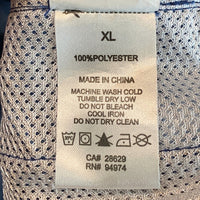 XL
100%POLYESTER
MADE IN CHINA
MACHINE WASH COLD
TUMBLE DRY LOW
DO NOT BLEACH
COOL IRON
DO NOT DRY CLEAN
CA# 28629
RN# 94974